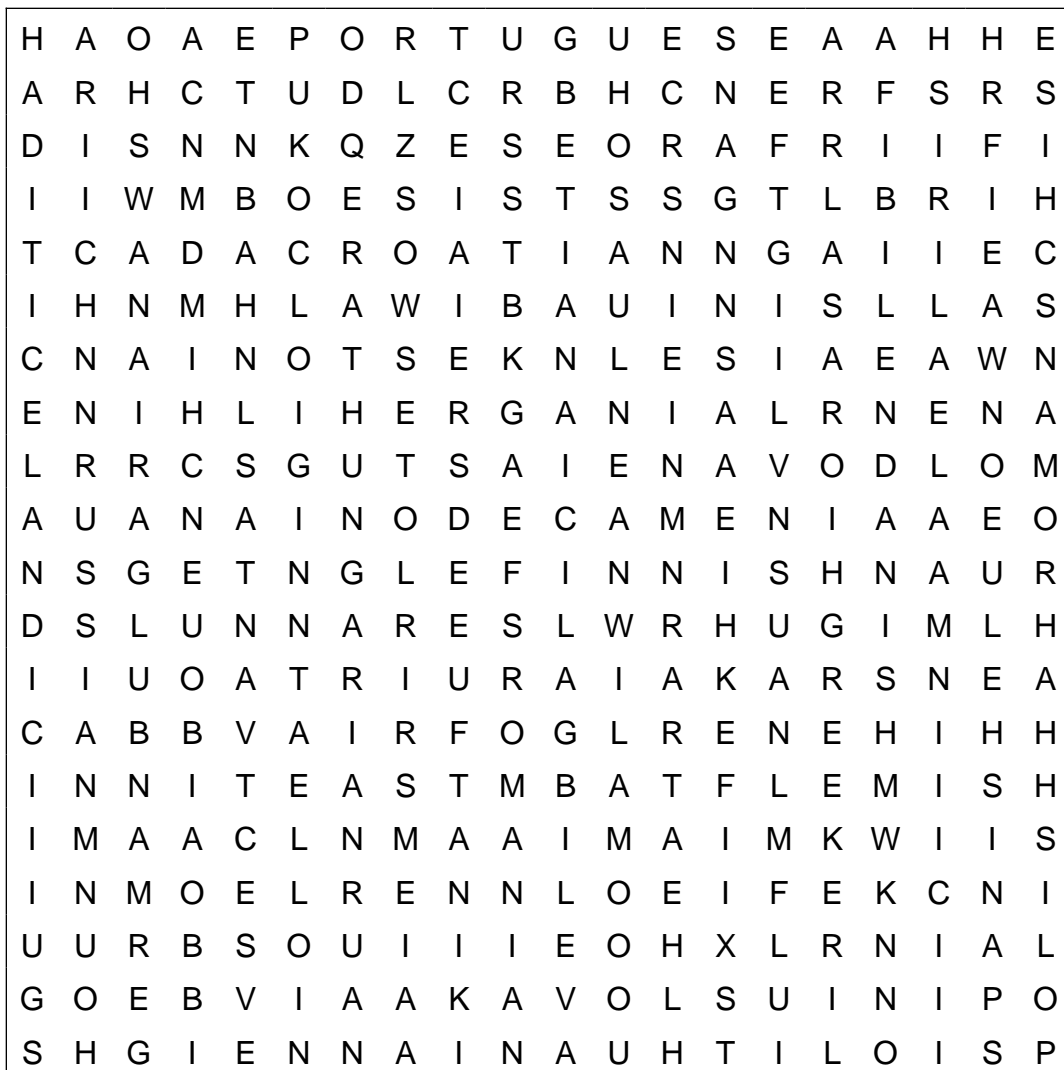 H A O A E P O R T U G U E S E A A H H E
A R H C T U D L C R B H C N E R F S R S
D I S N N K Q Z E S E O R A F R I I F I
I I W M B O E S I S T S S G T L B R I H
T C A D A C R O A T I A N N G A I I E C
I H N M H L A W I B A U I N I S L L A S
C N A I N O T S E K N L E S I A E A W N
E N I H L I H E R G A N I A L R N E N A
L R R C S G U T S A I E N A V O D L O M
A U A N A I N O D E C A M E N I A A E O
N S G E T N G L E F I N N I S H N A U R
D S L U N N A R E S L W R H U G I M L H
I I U O A T R I U R A I A K A R S N E A
C A B B V A I R F O G L R E N E H I H H
I N N I T E A S T M B A T F L E M I S H
I M A A C L N M A A I M A I M K W I I S
I N M O E L R E N N L O E I F E K C N I
U U R B S O U I I I E O H X L R N I A L
G O E B V I A A K A V O L S U I N I P O
S H G I E N N A I N A U H T I L O I S P